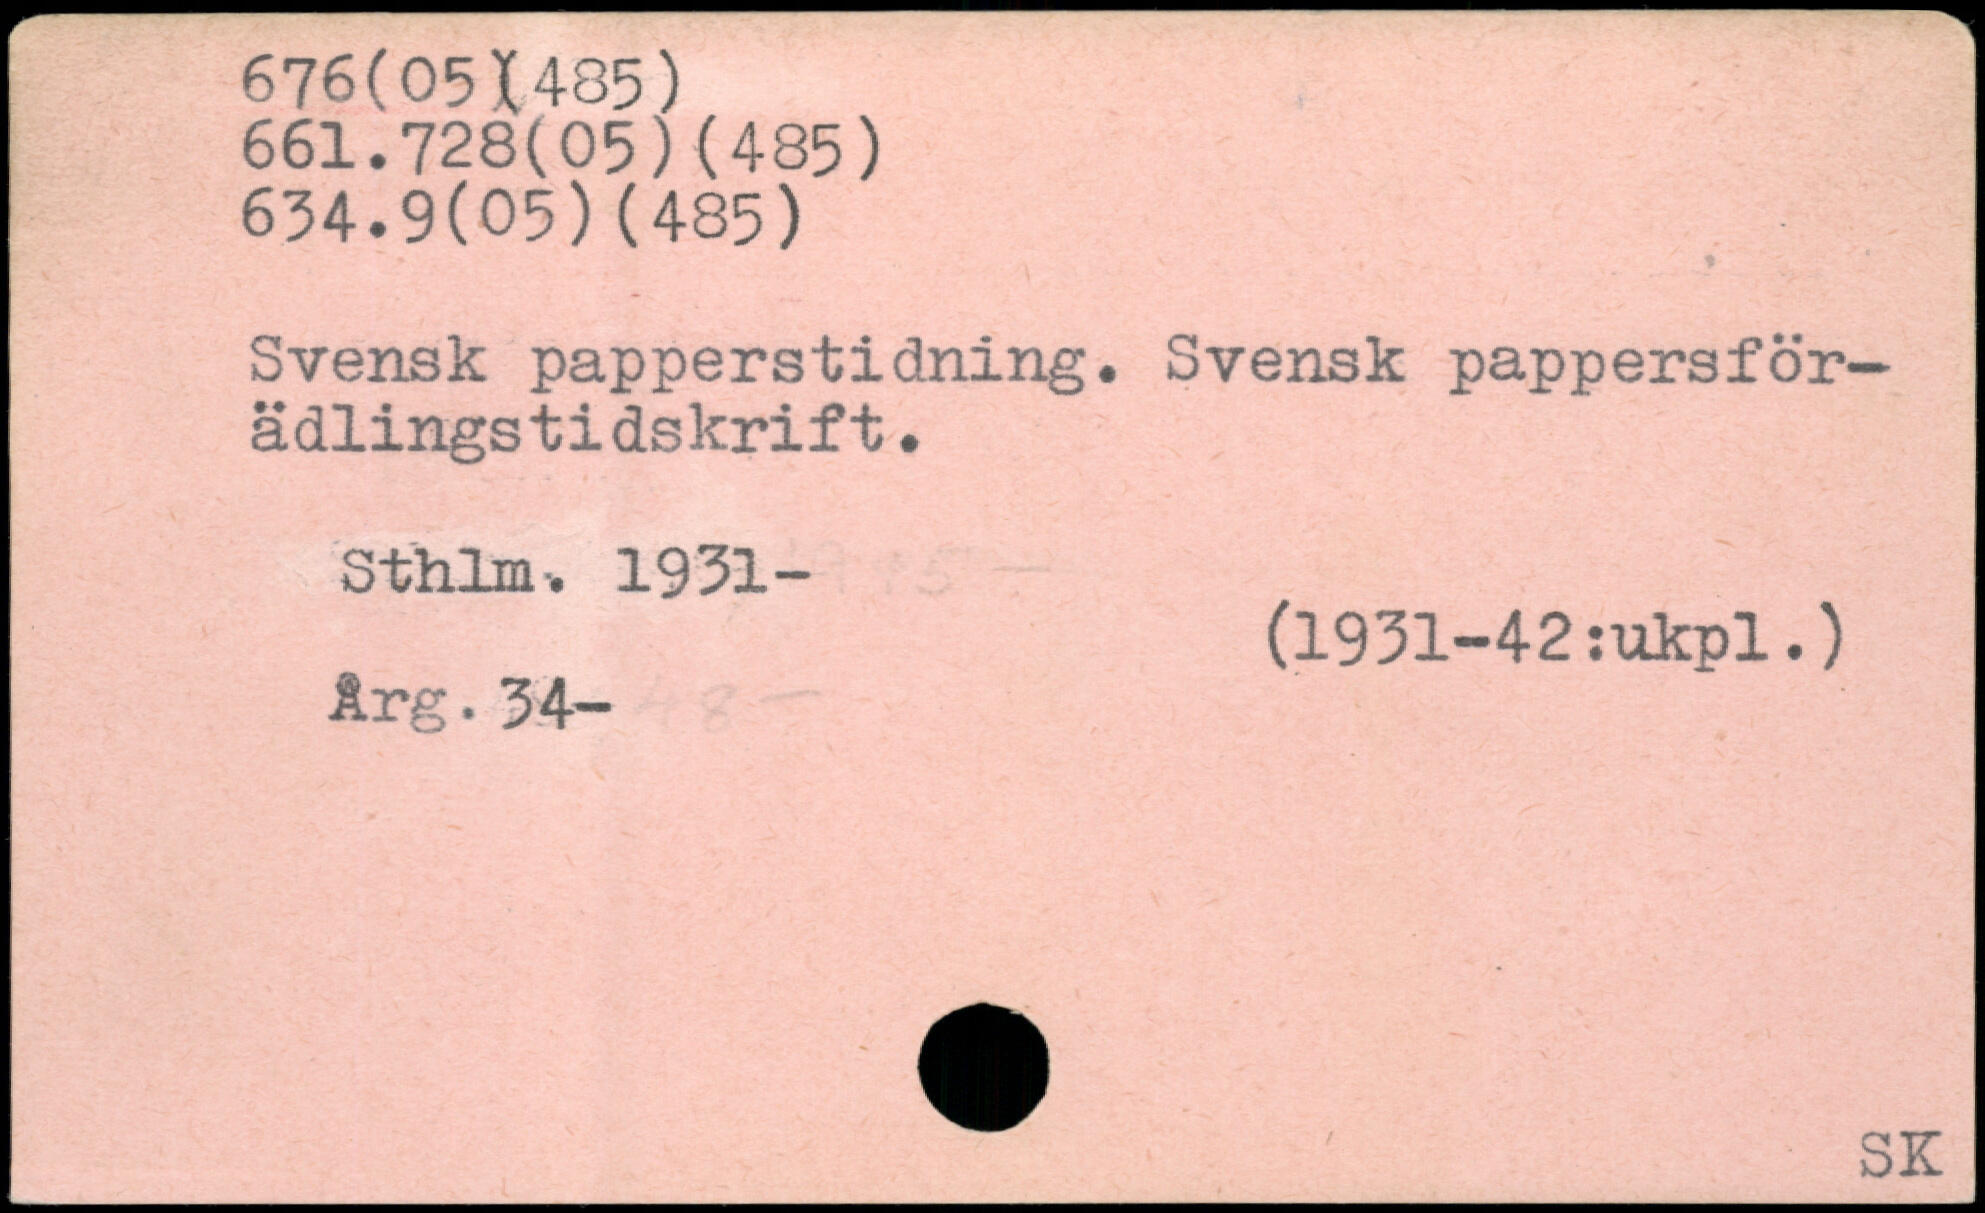 676(05)(485)
661.728(05)(485)
634.9(05)(485)
Svensk papperstidning. Svensk pappersför-
ädlingstidskrift.
Sthlm. 1931-
(1931-42:ukpl.)
Årg. 34-
SK